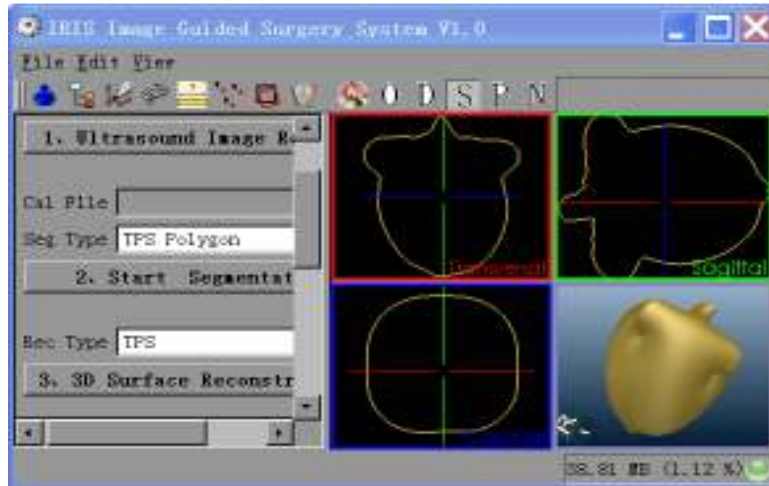 IRIS Image Guided Surgery System V1.0
File Edit View
O D S P N
1. Ultrasound Image R
Cal File
Seg Type TPS Polygon
2. Start Segmentat
Rec Type TPS
3. 3D Surface Reconstr
Transversal
Sagittal
38.81 MB (1.12 %)